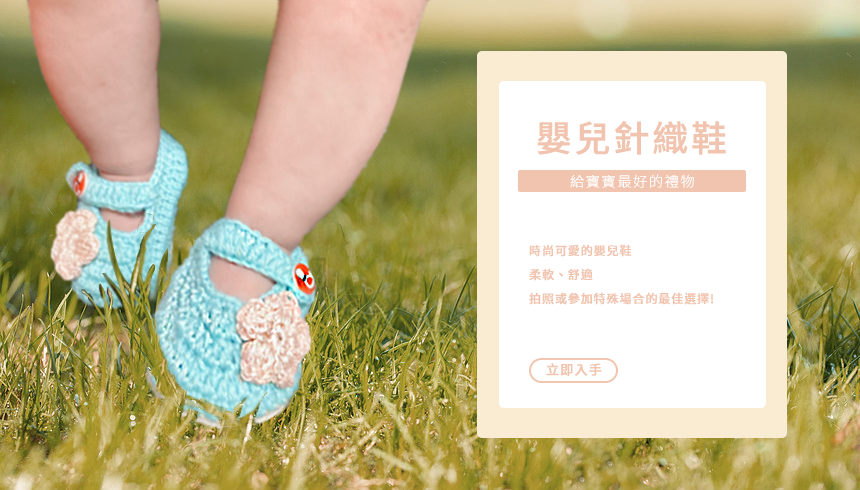 嬰兒針織鞋
給寶寶最好的禮物
時尚可愛的嬰兒鞋
柔軟、舒適
拍照或參加特殊場合的最佳選擇!
立即入手